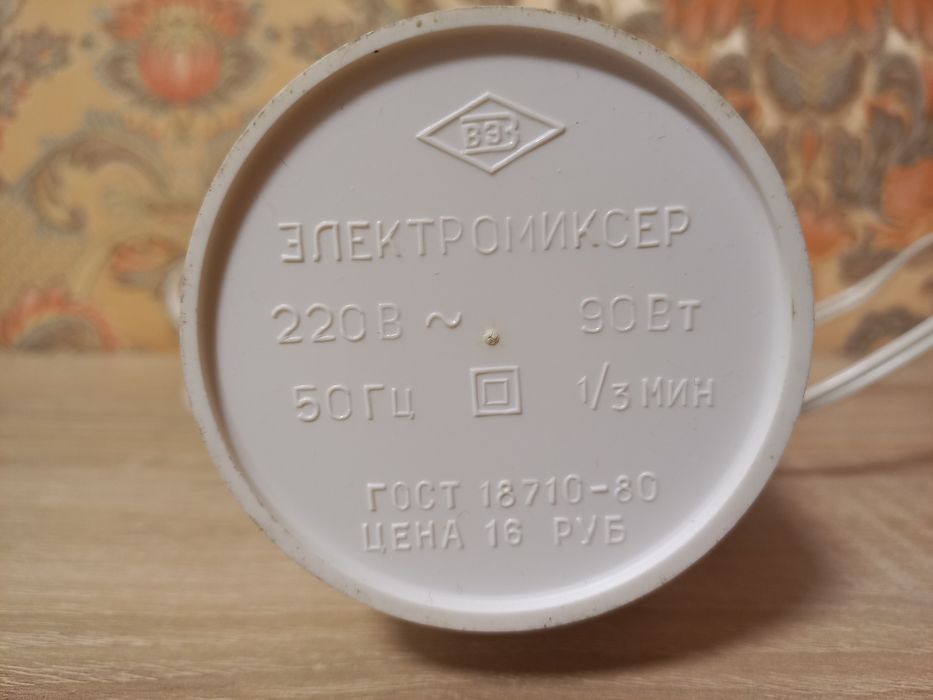 ВЭЗ
ЭЛЕКТРОМИКСЕР
220В ~ 90Вт
50Гц 1/3 мин
ГОСТ 18710-80
ЦЕНА 16 РУБ